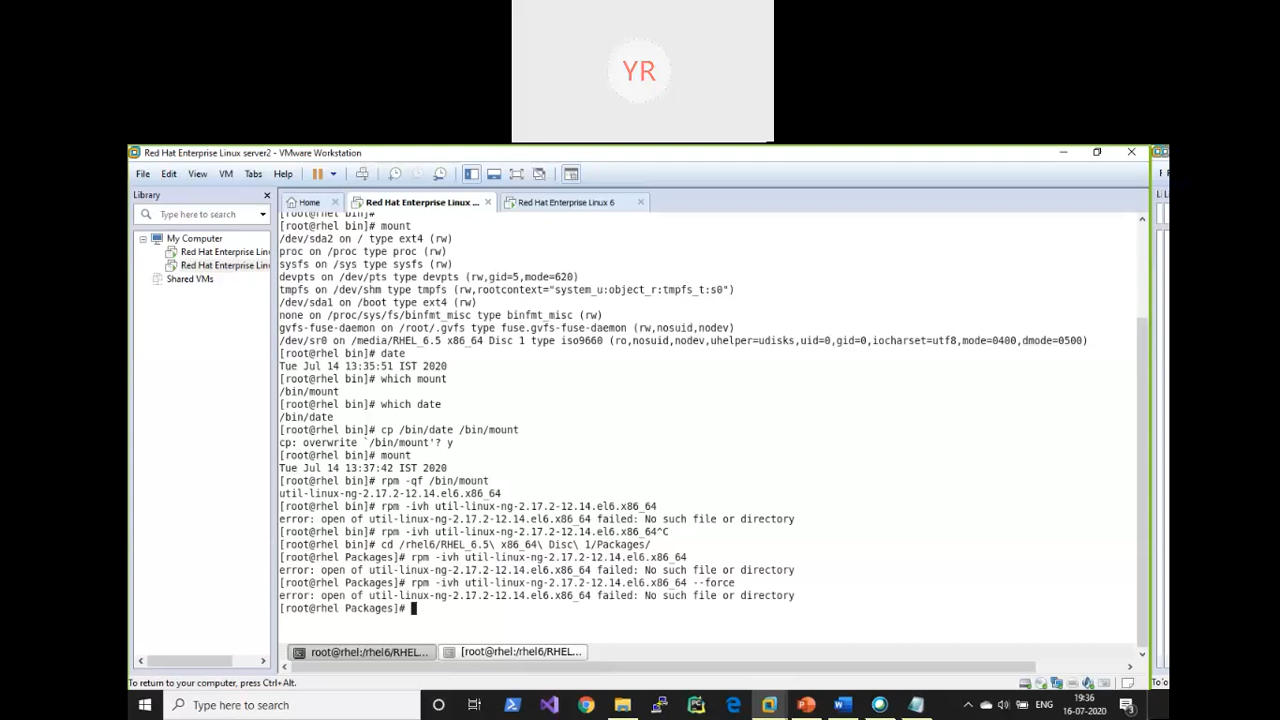 YR
Red Hat Enterprise Linux server2 - VMware Workstation
File Edit View VM Tabs Help
Library
Type here to search
My Computer
Red Hat Enterprise Lin
Red Hat Enterprise Lin
Shared VMs
Home
Red Hat Enterprise Linux ...
Red Hat Enterprise Linux 6
[root@rhel bin]#
[root@rhel bin]# mount
/dev/sda2 on / type ext4 (rw)
proc on /proc type proc (rw)
sysfs on /sys type sysfs (rw)
devpts on /dev/pts type devpts (rw,gid=5,mode=620)
tmpfs on /dev/shm type tmpfs (rw,rootcontext="system_u:object_r:tmpfs_t:s0")
/dev/sda1 on /boot type ext4 (rw)
none on /proc/sys/fs/binfmt_misc type binfmt_misc (rw)
gvfs-fuse-daemon on /root/.gvfs type fuse.gvfs-fuse-daemon (rw,nosuid,nodev)
/dev/sr0 on /media/RHEL_6.5 x86_64 Disc 1 type iso9660 (ro,nosuid,nodev,uhelper=udisks,uid=0,gid=0,iocharset=utf8,mode=0400,dmode=0500)
[root@rhel bin]# date
Tue Jul 14 13:35:51 IST 2020
[root@rhel bin]# which mount
/bin/mount
[root@rhel bin]# which date
/bin/date
[root@rhel bin]# cp /bin/date /bin/mount
cp: overwrite `/bin/mount'? y
[root@rhel bin]# mount
Tue Jul 14 13:37:42 IST 2020
[root@rhel bin]# rpm -qf /bin/mount
util-linux-ng-2.17.2-12.14.el6.x86_64
[root@rhel bin]# rpm -ivh util-linux-ng-2.17.2-12.14.el6.x86_64
error: open of util-linux-ng-2.17.2-12.14.el6.x86_64 failed: No such file or directory
[root@rhel bin]# rpm -ivh util-linux-ng-2.17.2-12.14.el6.x86_64^C
[root@rhel bin]# cd /rhel6/RHEL_6.5\ x86_64\ Disc\ 1/Packages/
[root@rhel Packages]# rpm -ivh util-linux-ng-2.17.2-12.14.el6.x86_64
error: open of util-linux-ng-2.17.2-12.14.el6.x86_64 failed: No such file or directory
[root@rhel Packages]# rpm -ivh util-linux-ng-2.17.2-12.14.el6.x86_64 --force
error: open of util-linux-ng-2.17.2-12.14.el6.x86_64 failed: No such file or directory
[root@rhel Packages]#
root@rhel:/rhel6/RHEL...
[root@rhel:/rhel6/RHEL...
To return to your computer, press Ctrl+Alt.
Type here to search
ENG
19:36
16-07-2020
3